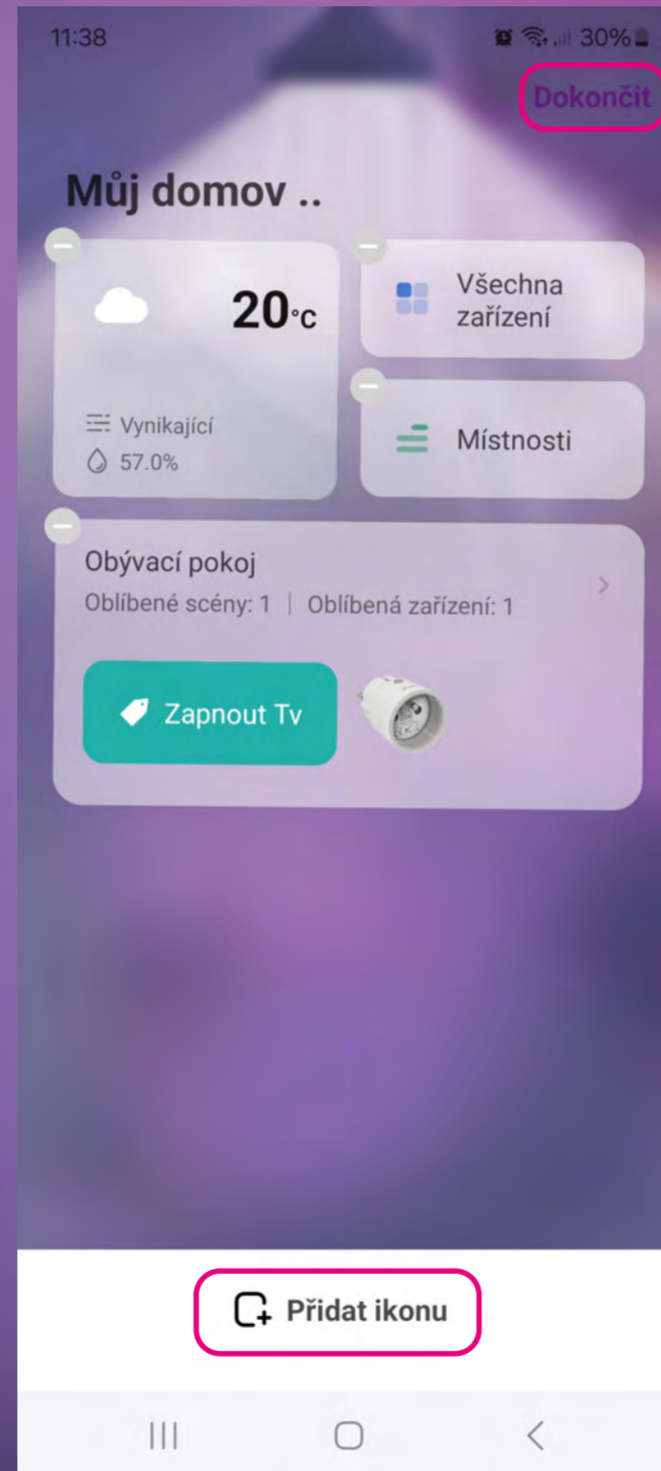 11:38
30%
Dokončit
Můj domov ..
20°C
Vynikající
57.0%
Všechna
zařízení
Místnosti
Obývací pokoj
Oblíbené scény: 1 | Oblíbená zařízení: 1
Zapnout Tv
Přidat ikonu